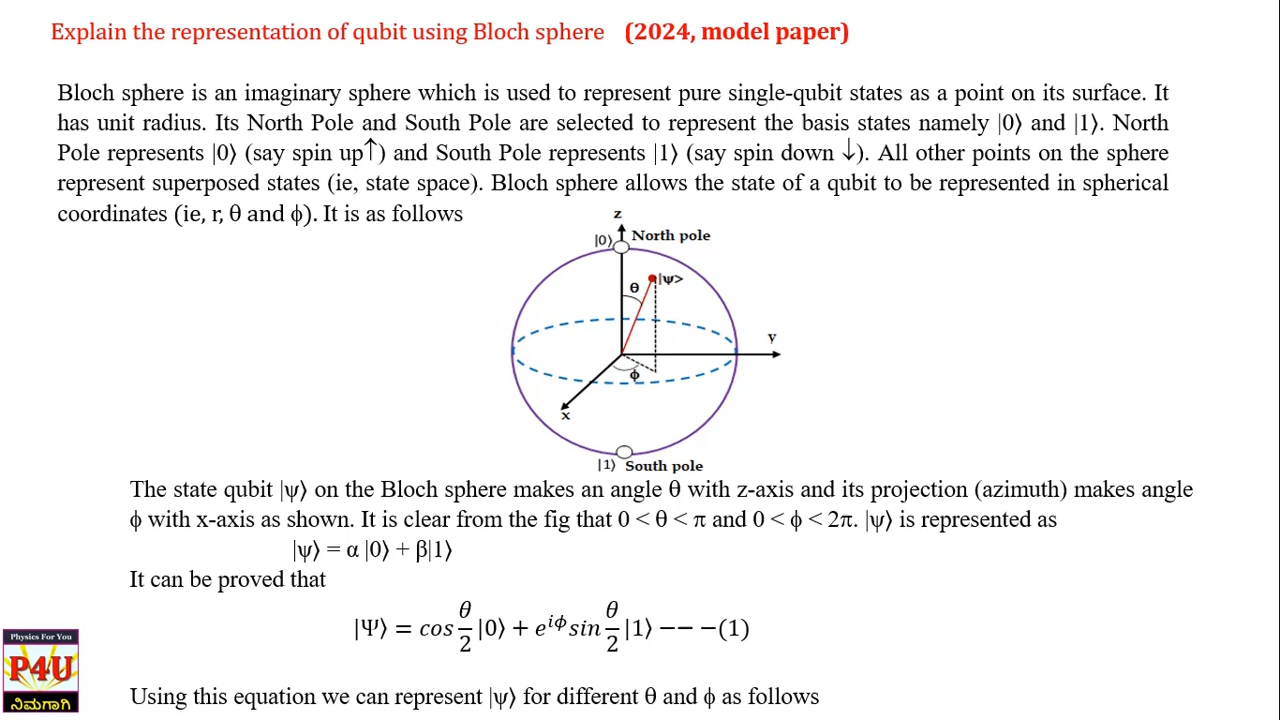 Explain the representation of qubit using Bloch sphere (2024, model paper)
Bloch sphere is an imaginary sphere which is used to represent pure single-qubit states as a point on its surface. It
has unit radius. Its North Pole and South Pole are selected to represent the basis states namely |0⟩ and |1⟩. North
Pole represents |0⟩ (say spin up↑) and South Pole represents |1⟩ (say spin down ↓). All other points on the sphere
represent superposed states (ie, state space). Bloch sphere allows the state of a qubit to be represented in spherical
coordinates (ie, r, θ and ϕ). It is as follows
z
|0⟩ North pole
θ |ψ>
y
ϕ
x
|1⟩ South pole
The state qubit |ψ⟩ on the Bloch sphere makes an angle θ with z-axis and its projection (azimuth) makes angle
ϕ with x-axis as shown. It is clear from the fig that 0 < θ < π and 0 < ϕ < 2π. |ψ⟩ is represented as
|ψ⟩ = α |0⟩ + β|1⟩
It can be proved that
|Ψ⟩ = cos θ/2 |0⟩ + e^{iϕ} sin θ/2 |1⟩ −− −(1)
Using this equation we can represent |ψ⟩ for different θ and ϕ as follows
Physics For You
P4U
ನಿಮಗಾಗಿ